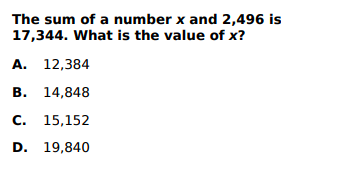 The sum of a number x and 2,496 is
17,344. What is the value of x?
A. 12,384
B. 14,848
C. 15,152
D. 19,840